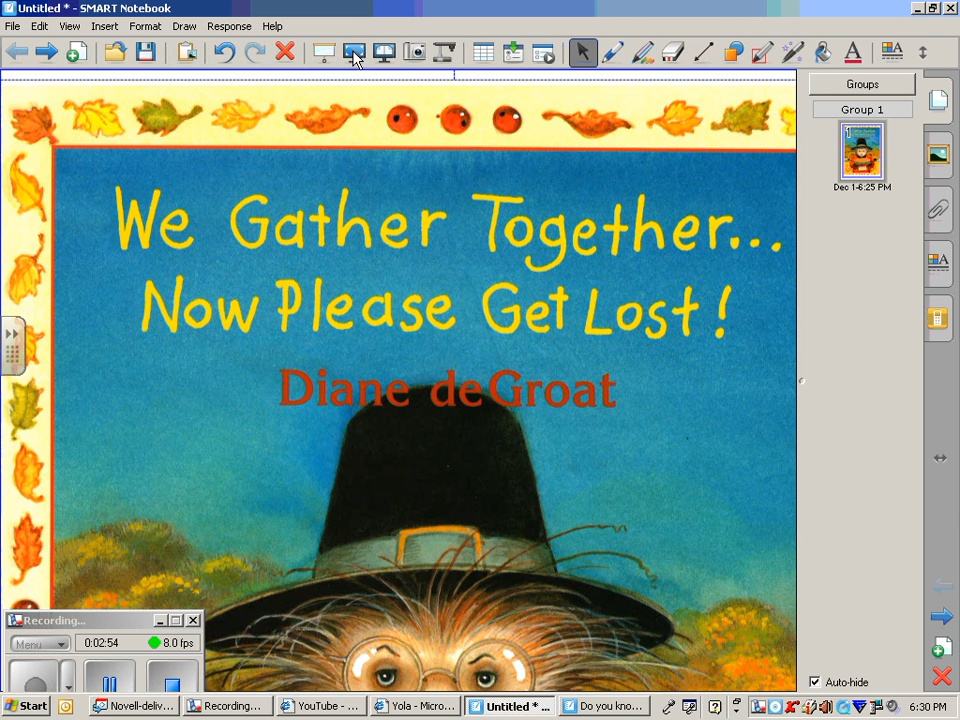 Untitled * - SMART Notebook
File Edit View Insert Format Draw Response Help
Groups
Group 1
1
Dec 1-6:25 PM
We Gather Together...
Now Please Get Lost!
Diane deGroat
Recording...
Menu 0:02:54 8.0 fps
Auto-hide
Start Novell-deliv... Recording... YouTube - ... Yola - Micro... Untitled * ... Do you kno... 6:30 PM